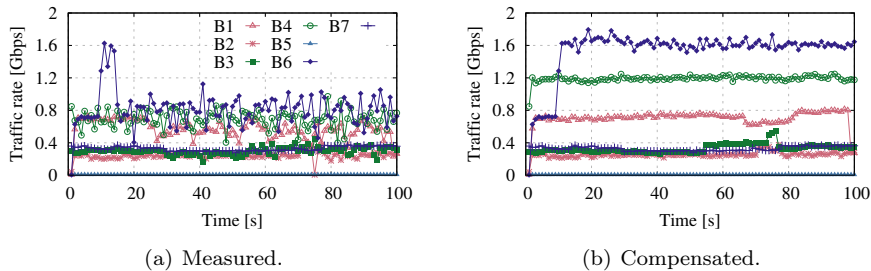 Traffic rate [Gbps]
2
1.6
1.2
0.8
0.4
0
B1 B4 B7
B2 B5
B3 B6
0 20 40 60 80 100
Time [s]
(a) Measured.
Traffic rate [Gbps]
2
1.6
1.2
0.8
0.4
0
0 20 40 60 80 100
Time [s]
(b) Compensated.